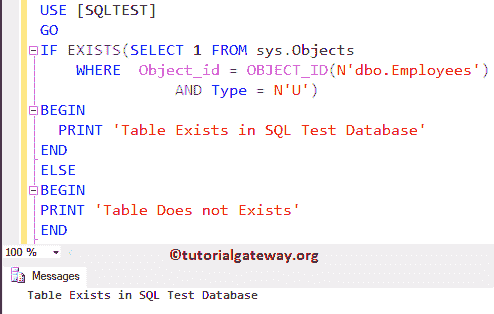 USE [SQLTEST]
GO
IF EXISTS(SELECT 1 FROM sys.Objects
WHERE Object_id = OBJECT_ID(N'dbo.Employees')
AND Type = N'U')
BEGIN
PRINT 'Table Exists in SQL Test Database'
END
ELSE
BEGIN
PRINT 'Table Does not Exists'
END
100 %
©tutorialgateway.org
Messages
Table Exists in SQL Test Database